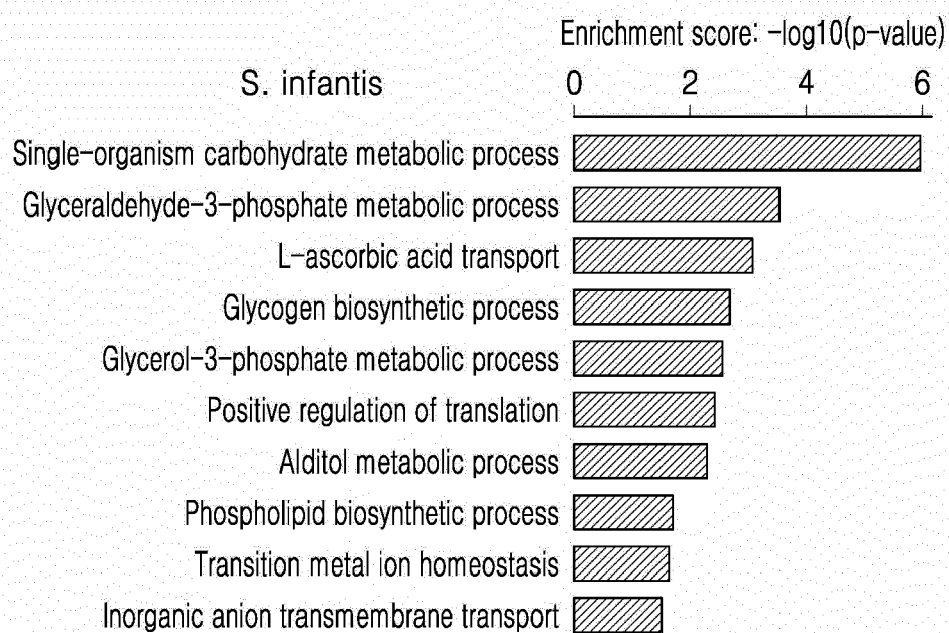 Enrichment score: -log10(p-value)
S. infantis
0 2 4 6
Single-organism carbohydrate metabolic process
Glyceraldehyde-3-phosphate metabolic process
L-ascorbic acid transport
Glycogen biosynthetic process
Glycerol-3-phosphate metabolic process
Positive regulation of translation
Alditol metabolic process
Phospholipid biosynthetic process
Transition metal ion homeostasis
Inorganic anion transmembrane transport